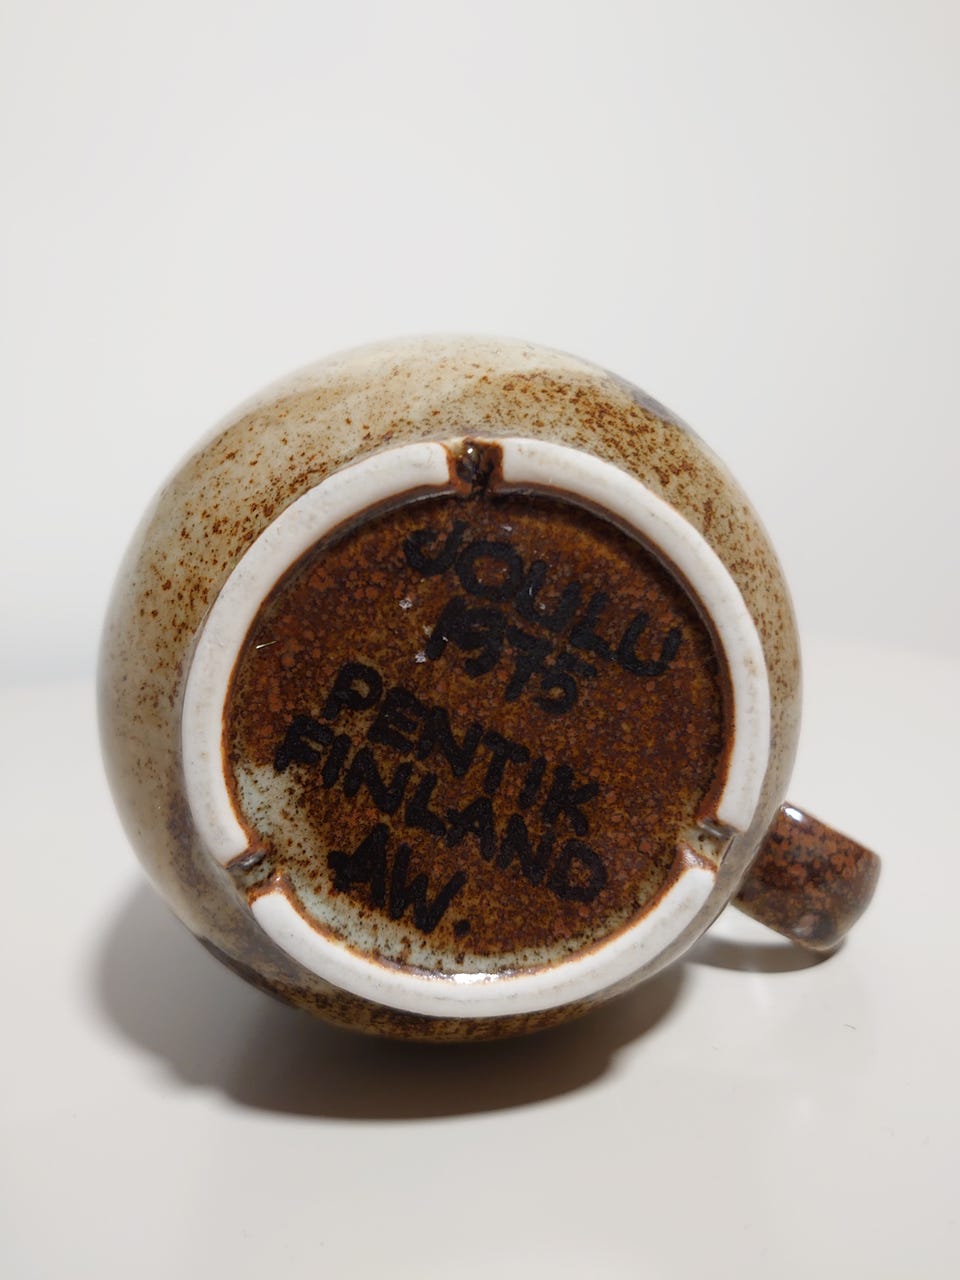 JOULU
1975
PENTIK
FINLAND
AW.